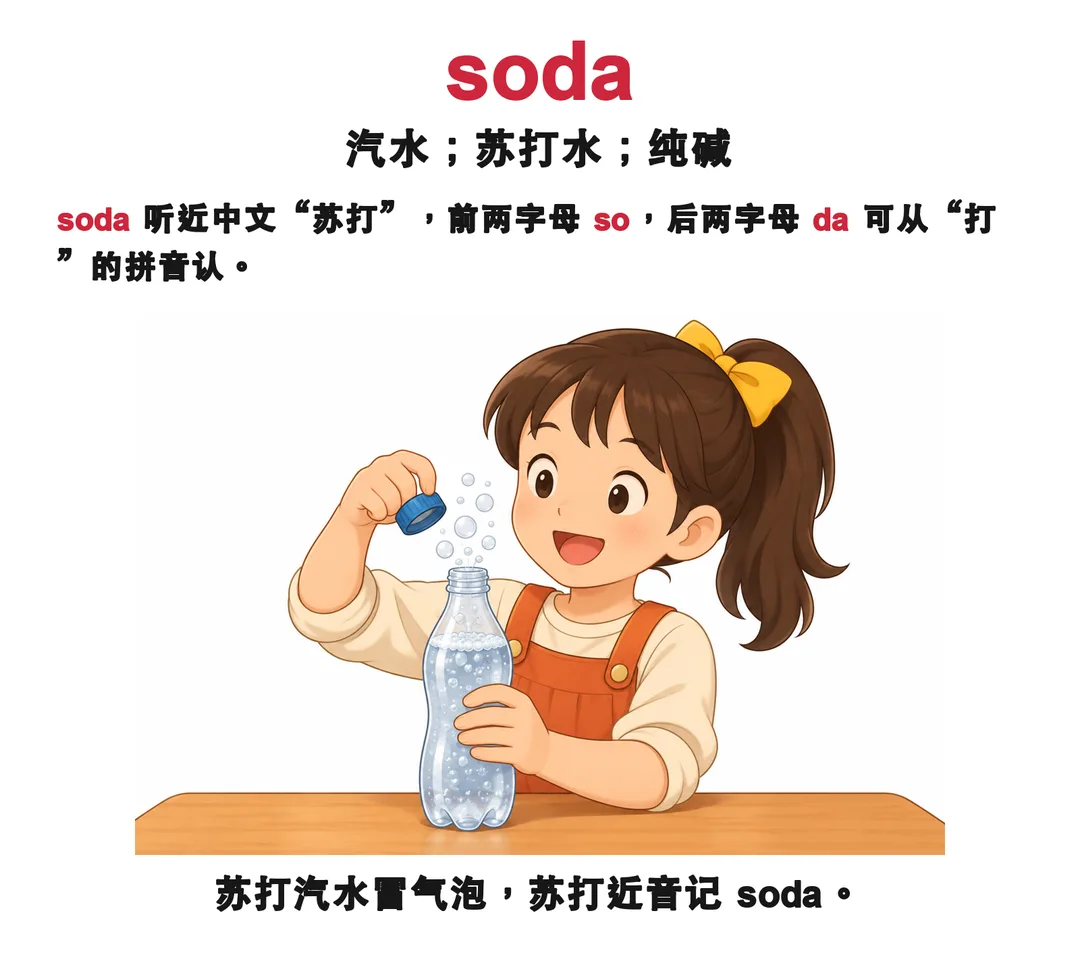 soda
汽水；苏打水；纯碱
soda 听近中文“苏打”，前两字母 so，后两字母 da 可从“打
”的拼音认。
苏打汽水冒气泡，苏打近音记 soda。